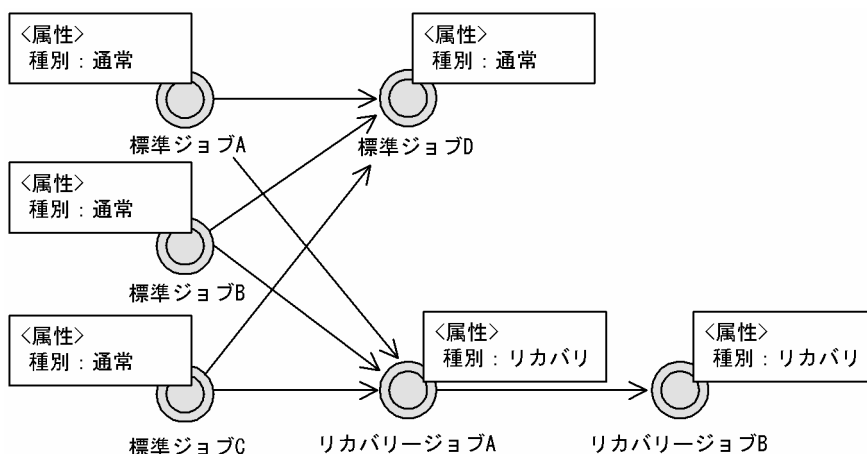 <属性>
種別：通常
標準ジョブA
<属性>
種別：通常
標準ジョブD
<属性>
種別：通常
標準ジョブB
<属性>
種別：通常
標準ジョブC
<属性>
種別：リカバリ
リカバリージョブA
<属性>
種別：リカバリ
リカバリージョブB